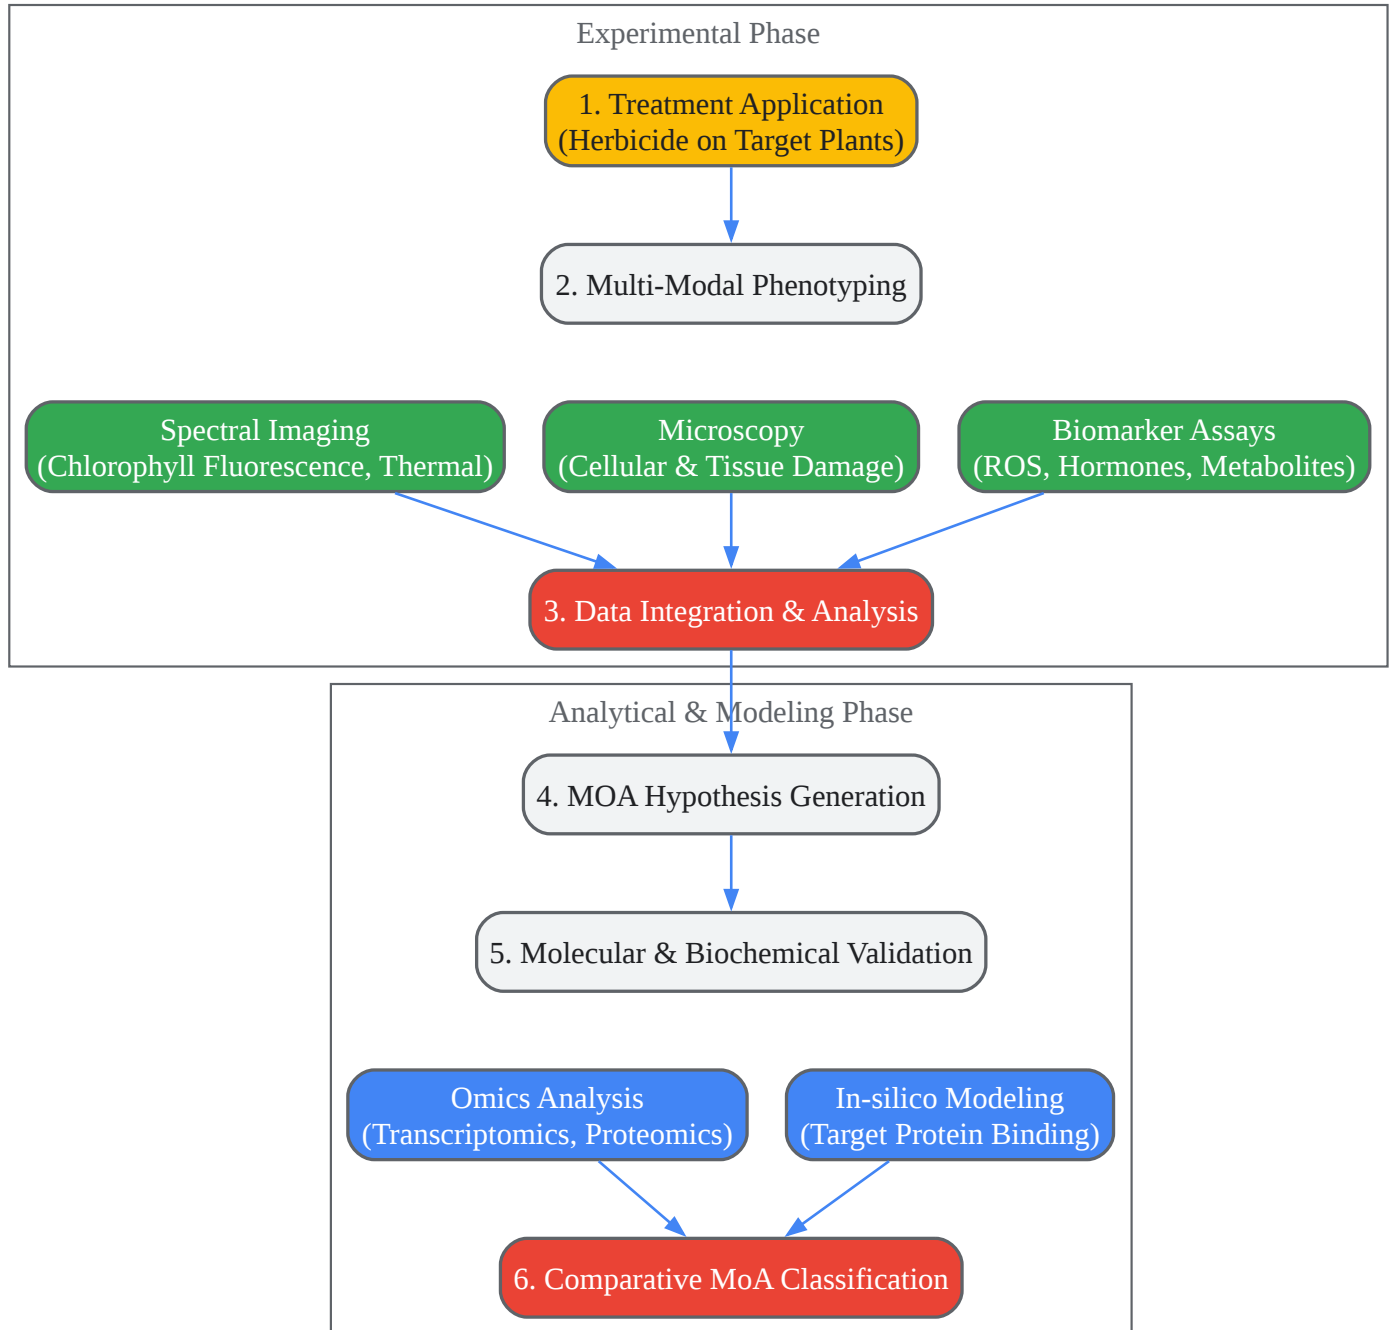 Experimental Phase
1. Treatment Application
(Herbicide on Target Plants)
2. Multi-Modal Phenotyping
Spectral Imaging
(Chlorophyll Fluorescence, Thermal)
Microscopy
(Cellular & Tissue Damage)
Biomarker Assays
(ROS, Hormones, Metabolites)
3. Data Integration & Analysis
Analytical & Modeling Phase
4. MOA Hypothesis Generation
5. Molecular & Biochemical Validation
Omics Analysis
(Transcriptomics, Proteomics)
In-silico Modeling
(Target Protein Binding)
6. Comparative MoA Classification